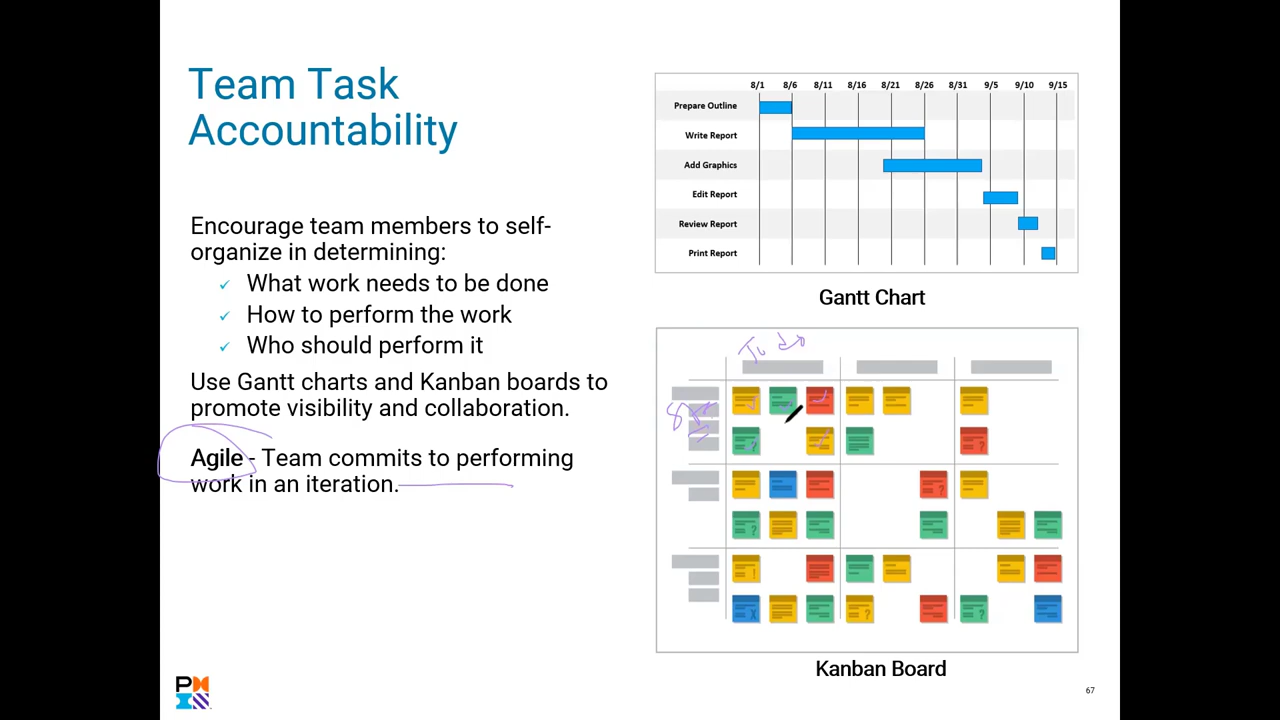 Team Task
Accountability
Encourage team members to self-
organize in determining:
✓ What work needs to be done
✓ How to perform the work
✓ Who should perform it
Use Gantt charts and Kanban boards to
promote visibility and collaboration.
Agile - Team commits to performing
work in an iteration.
8/1 8/6 8/11 8/16 8/21 8/26 8/31 9/5 9/10 9/15
Prepare Outline
Write Report
Add Graphics
Edit Report
Review Report
Print Report
Gantt Chart
To do
?
?
?
?
!
X ? ?
Kanban Board
67